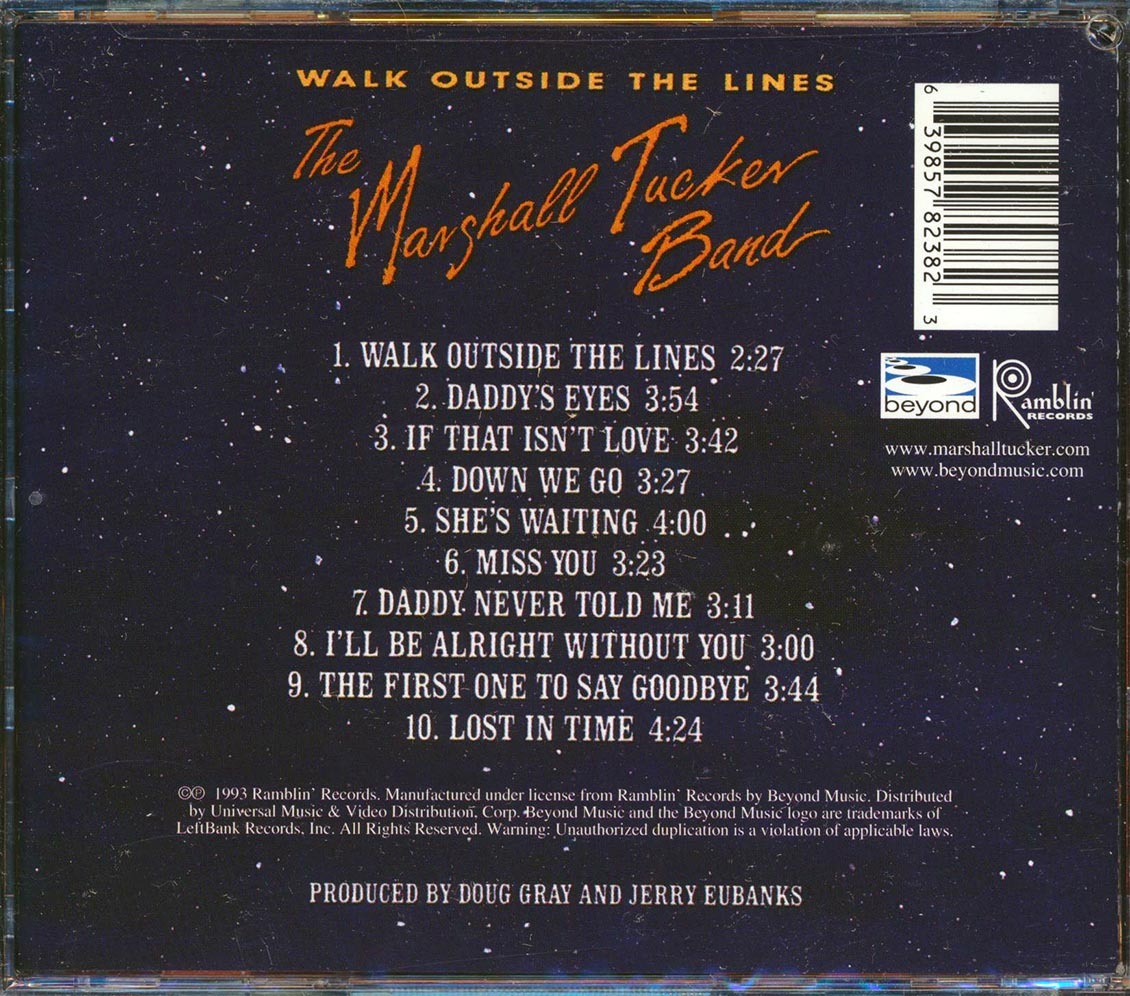 WALK OUTSIDE THE LINES
The Marshall Tucker Band
6 39857 82382 3
1. WALK OUTSIDE THE LINES 2:27
2. DADDY'S EYES 3:54
3. IF THAT ISN'T LOVE 3:42
4. DOWN WE GO 3:27
5. SHE'S WAITING 4:00
6. MISS YOU 3:23
7. DADDY NEVER TOLD ME 3:11
8. I'LL BE ALRIGHT WITHOUT YOU 3:00
9. THE FIRST ONE TO SAY GOODBYE 3:44
10. LOST IN TIME 4:24
beyond
Ramblin'
RECORDS
www.marshalltucker.com
www.beyondmusic.com
©℗ 1993 Ramblin' Records. Manufactured under license from Ramblin' Records by Beyond Music. Distributed
by Universal Music & Video Distribution, Corp. Beyond Music and the Beyond Music logo are trademarks of
LeftBank Records, Inc. All Rights Reserved. Warning: Unauthorized duplication is a violation of applicable laws.
PRODUCED BY DOUG GRAY AND JERRY EUBANKS